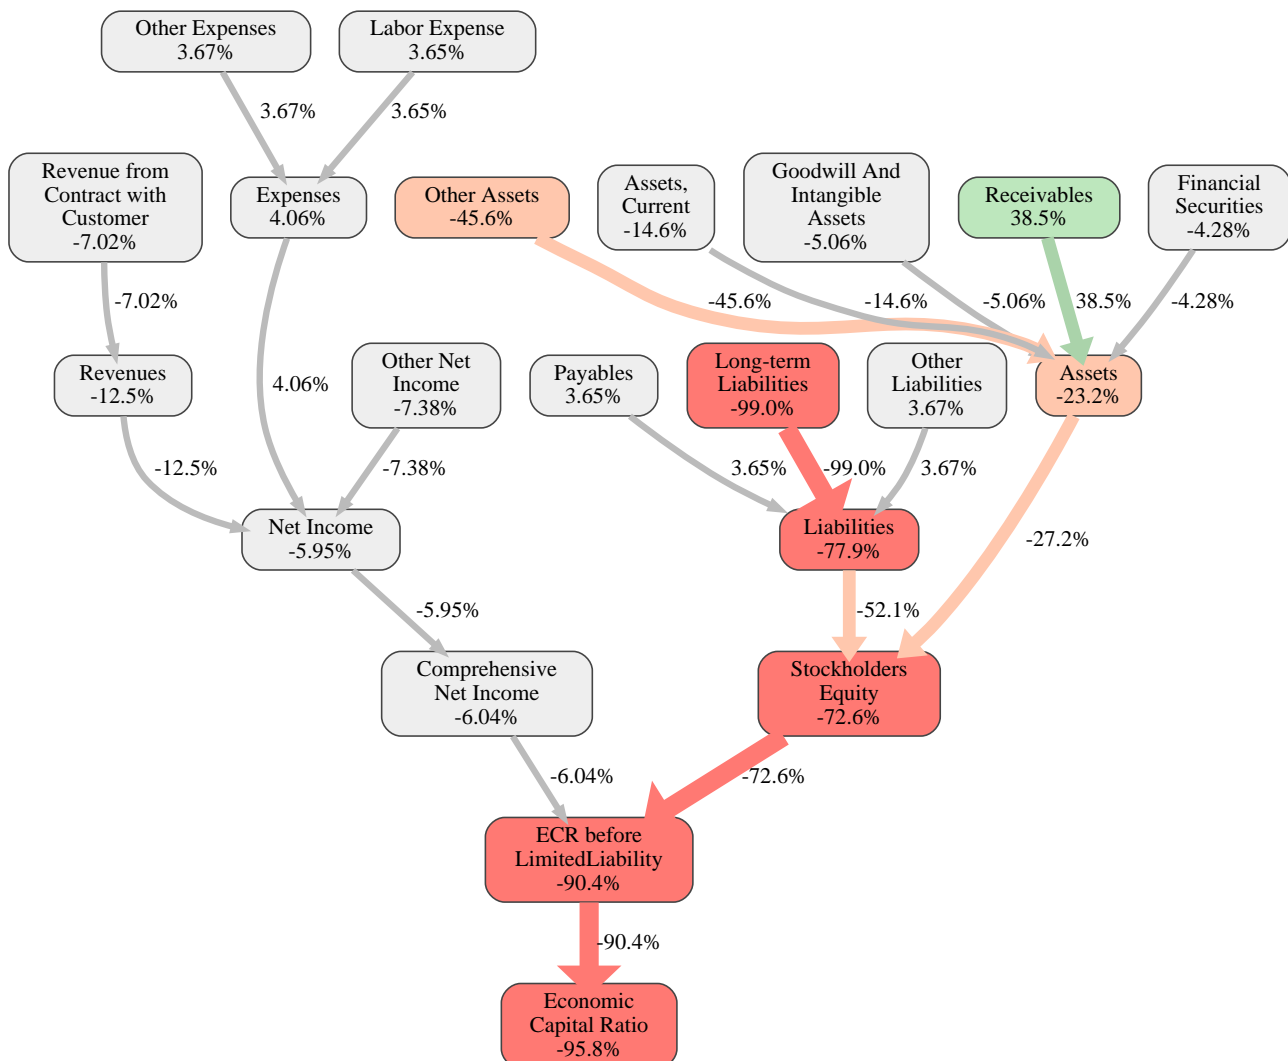 Other Expenses
3.67%
Labor Expense
3.65%
3.67%
3.65%
Revenue from
Contract with
Customer
-7.02%
Expenses
4.06%
Other Assets
-45.6%
Assets,
Current
-14.6%
Goodwill And
Intangible
Assets
-5.06%
Receivables
38.5%
Financial
Securities
-4.28%
-7.02%
-45.6%
-14.6%
-5.06%
38.5%
-4.28%
Revenues
-12.5%
4.06%
Other Net
Income
-7.38%
Payables
3.65%
Long-term
Liabilities
-99.0%
Other
Liabilities
3.67%
Assets
-23.2%
-12.5%
-7.38%
3.65%
-99.0%
3.67%
Net Income
-5.95%
Liabilities
-77.9%
-27.2%
-5.95%
-52.1%
Comprehensive
Net Income
-6.04%
Stockholders
Equity
-72.6%
-6.04%
-72.6%
ECR before
LimitedLiability
-90.4%
-90.4%
Economic
Capital Ratio
-95.8%